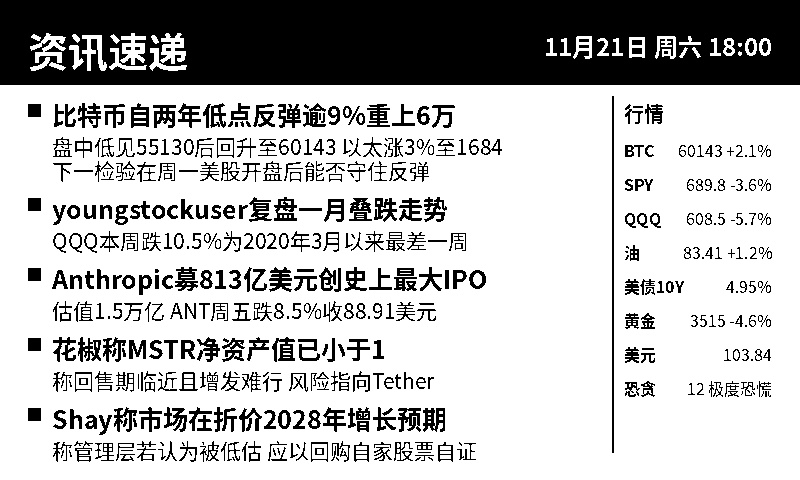 资讯速递
11月21日 周六 18:00
比特币自两年低点反弹逾9%重上6万
盘中低见55130后回升至60143 以太涨3%至1684
下一检验在周一美股开盘后能否守住反弹
youngstockuser复盘一月叠跌走势
QQQ本周跌10.5%为2020年3月以来最差一周
Anthropic募813亿美元创史上最大IPO
估值1.5万亿 ANT周五跌8.5%收88.91美元
花椒称MSTR净资产值已小于1
称回售期临近且增发难行 风险指向Tether
Shay称市场在折价2028年增长预期
称管理层若认为被低估 应以回购自家股票自证
行情
BTC 60143 +2.1%
SPY 689.8 -3.6%
QQQ 608.5 -5.7%
油 83.41 +1.2%
美债10Y 4.95%
黄金 3515 -4.6%
美元 103.84
恐贪 12 极度恐慌